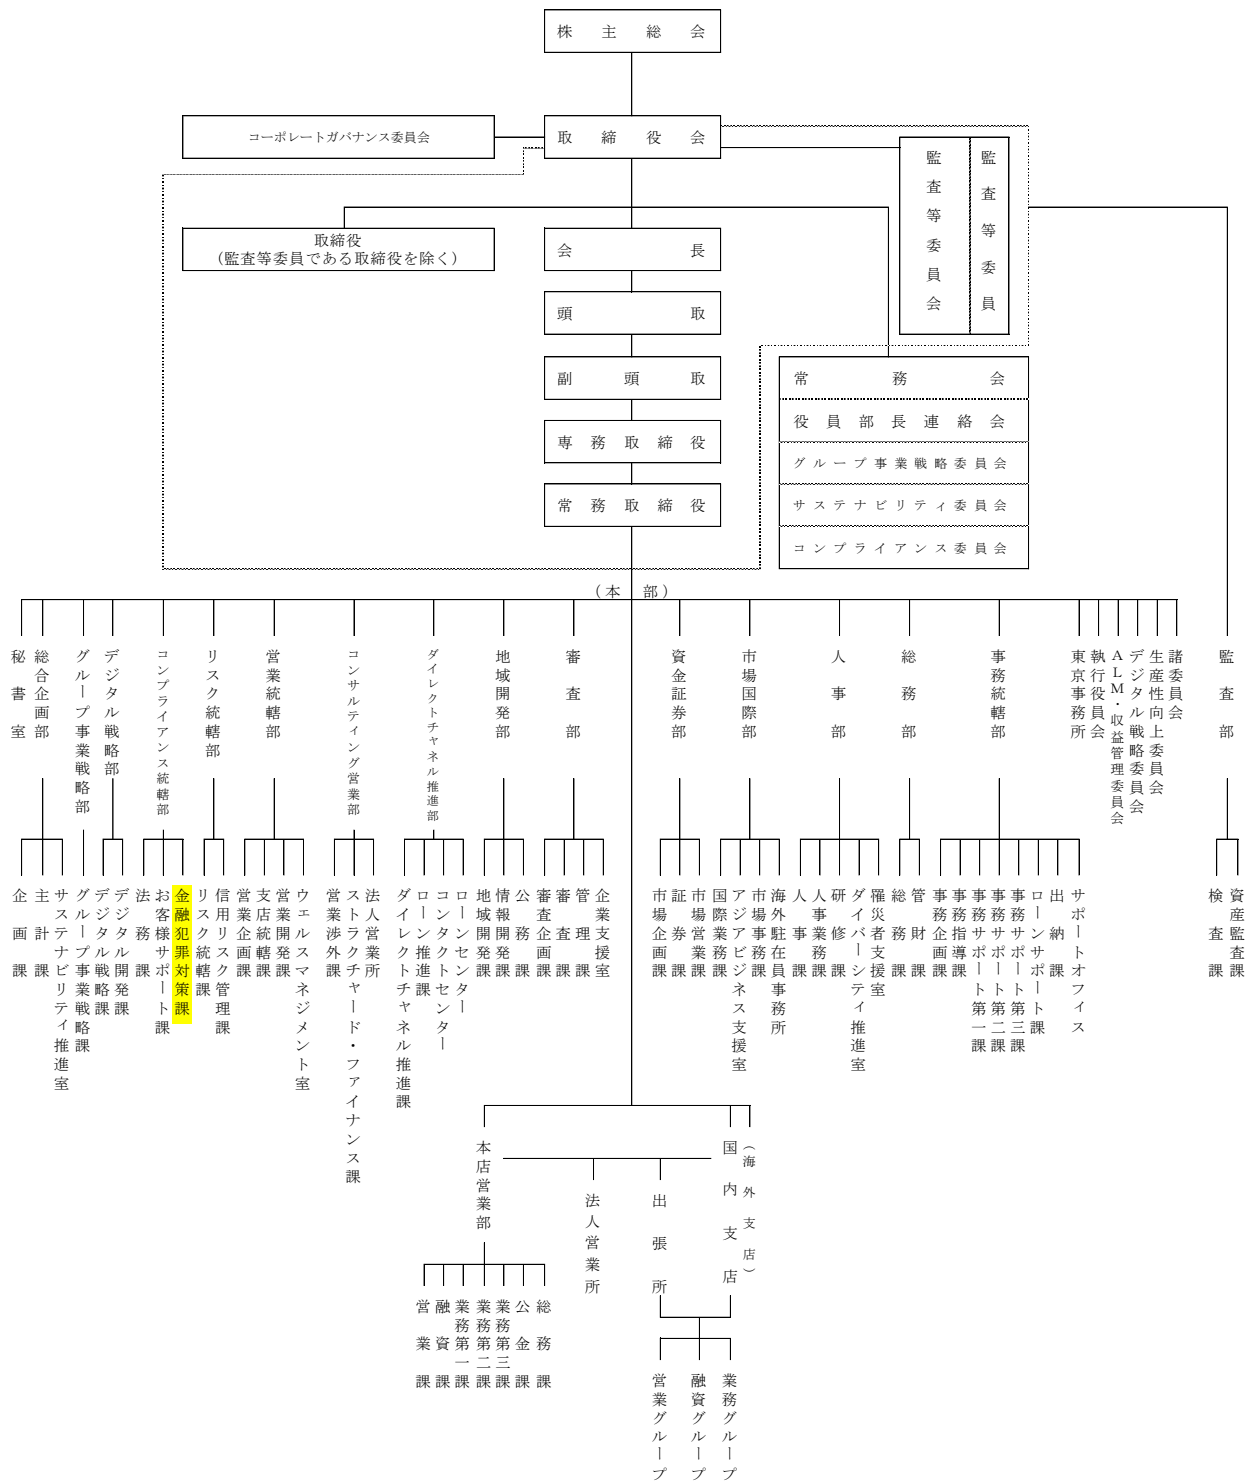 株主総会
コーポレートガバナンス委員会
取締役会
監査等委員会
監査等委員
取締役
（監査等委員である取締役を除く）
会長
頭取
副頭取
専務取締役
常務取締役
常務会
役員部長連絡会
グループ事業戦略委員会
サステナビリティ委員会
コンプライアンス委員会
（本部）
秘書室
総合企画部
グループ事業戦略部
デジタル戦略部
コンプライアンス統轄部
リスク統轄部
営業統轄部
コンサルティング営業部
ダイレクトチャネル推進部
地域開発部
審査部
資金証券部
市場国際部
人事部
総務部
事務統轄部
東京事務所
執行役員会
ALM・収益管理委員会
デジタル戦略委員会
生産性向上委員会
諸委員会
監査部
企画課
主計課
サステナビリティ推進室
グループ事業戦略課
デジタル戦略課
デジタル開発課
法務課
お客様サポート課
金融犯罪対策課
リスク統轄課
信用リスク管理課
営業企画課
支店統轄課
営業開発課
ウェルスマネジメント室
営業渉外課
ストラクチャード・ファイナンス課
法人営業所
ダイレクトチャネル推進課
ローン推進課
コンタクトセンター
ローンセンター
地域開発課
情報開発課
公務課
審査企画課
審査課
管理課
企業支援室
市場企画課
証券課
市場営業課
国際業務課
アジアビジネス支援室
市場事務課
海外駐在員事務所
人事課
人事業務課
研修課
ダイバーシティ推進室
罹災者支援室
総務課
管財課
事務企画課
事務指導課
事務サポート第一課
事務サポート第二課
事務サポート第三課
ローンサポート課
出納課
サポートオフィス
検査課
資産監査課
本店営業部
法人営業所
出張所
国内支店
（海外支店）
営業課
融資課
業務第一課
業務第二課
業務第三課
公金課
総務課
営業グループ
融資グループ
業務グループ